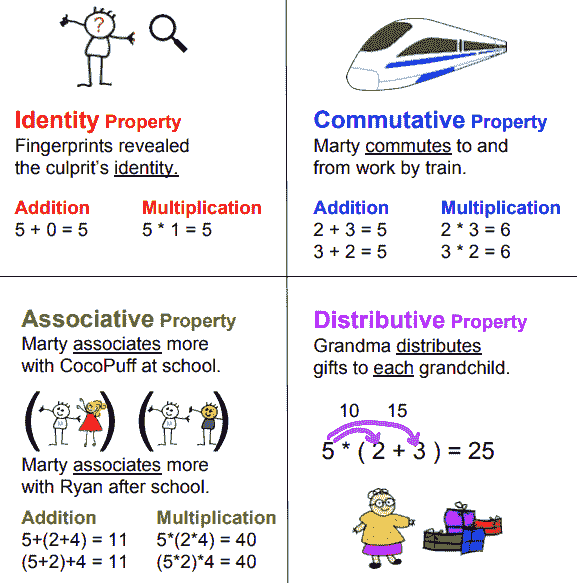 ?
Identity Property
Fingerprints revealed
the culprit's identity.
Addition Multiplication
5 + 0 = 5 5 * 1 = 5
Commutative Property
Marty commutes to and
from work by train.
Addition Multiplication
2 + 3 = 5 2 * 3 = 6
3 + 2 = 5 3 * 2 = 6
Associative Property
Marty associates more
with CocoPuff at school.
( ) ( )
Marty associates more
with Ryan after school.
Addition Multiplication
5+(2+4) = 11 5*(2*4) = 40
(5+2)+4 = 11 (5*2)*4 = 40
Distributive Property
Grandma distributes
gifts to each grandchild.
10 15
5 * ( 2 + 3 ) = 25